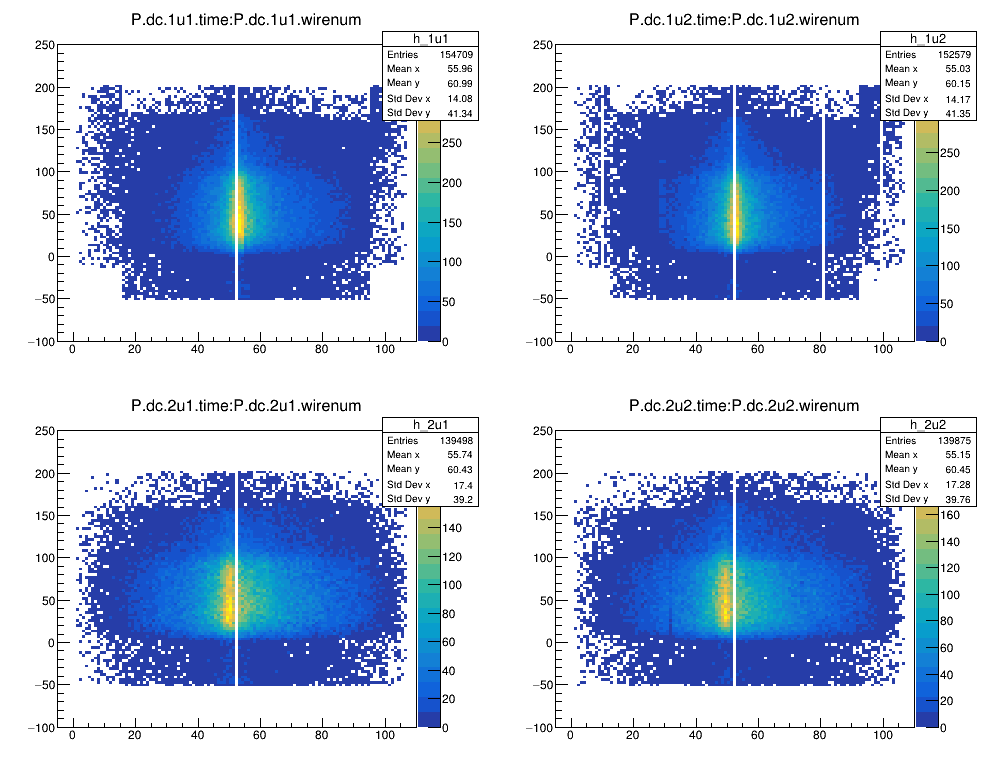 P.dc.1u1.time:P.dc.1u1.wirenum
h_1u1
Entries 154709
Mean x 55.96
Mean y 60.99
Std Dev x 14.08
Std Dev y 41.34
250
200
150
100
50
0
−50
−100
0 20 40 60 80 100
250
200
150
100
50
0
P.dc.1u2.time:P.dc.1u2.wirenum
h_1u2
Entries 152579
Mean x 55.03
Mean y 60.15
Std Dev x 14.17
Std Dev y 41.35
250
200
150
100
50
0
−50
−100
0 20 40 60 80 100
250
200
150
100
50
0
P.dc.2u1.time:P.dc.2u1.wirenum
h_2u1
Entries 139498
Mean x 55.74
Mean y 60.43
Std Dev x 17.4
Std Dev y 39.2
250
200
150
100
50
0
−50
−100
0 20 40 60 80 100
140
120
100
80
60
40
20
0
P.dc.2u2.time:P.dc.2u2.wirenum
h_2u2
Entries 139875
Mean x 55.15
Mean y 60.45
Std Dev x 17.28
Std Dev y 39.76
250
200
150
100
50
0
−50
−100
0 20 40 60 80 100
160
140
120
100
80
60
40
20
0